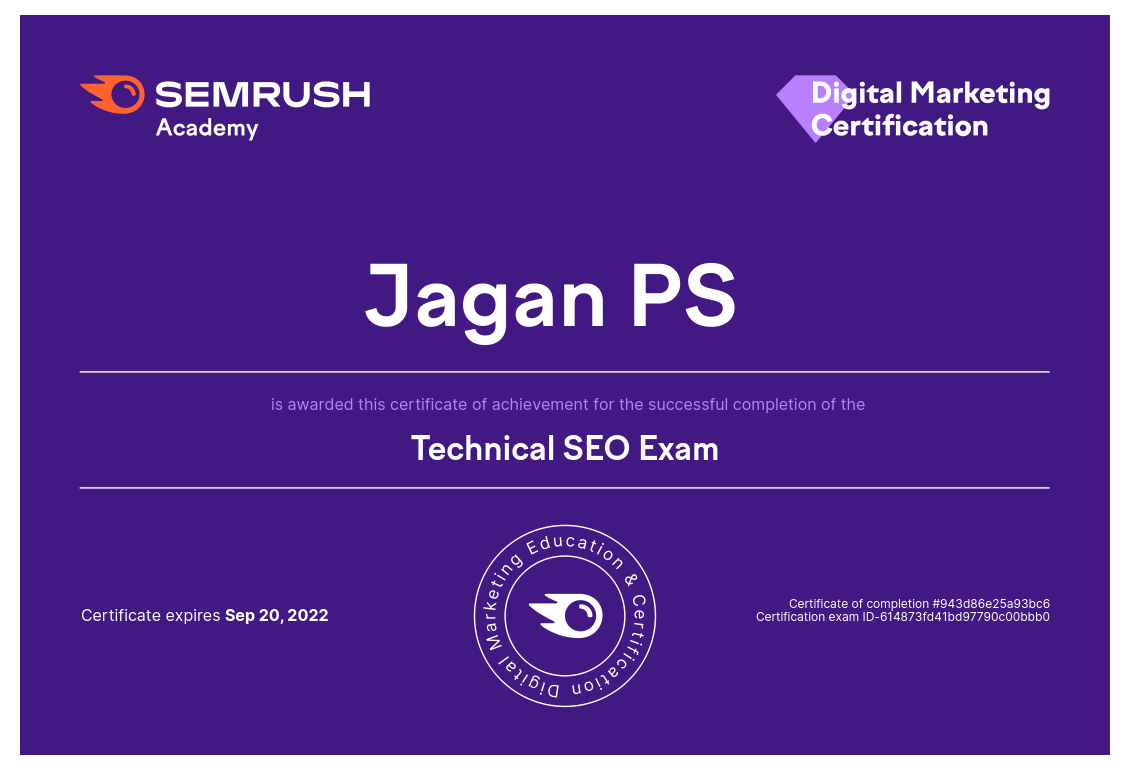 SEMRUSH
Academy
Digital Marketing
Certification
Jagan PS
is awarded this certificate of achievement for the successful completion of the
Technical SEO Exam
Certificate expires Sep 20, 2022
Digital Marketing Education & Certification
Certificate of completion #943d86e25a93bc6
Certification exam ID-614873fd41bd97790c00bbb0